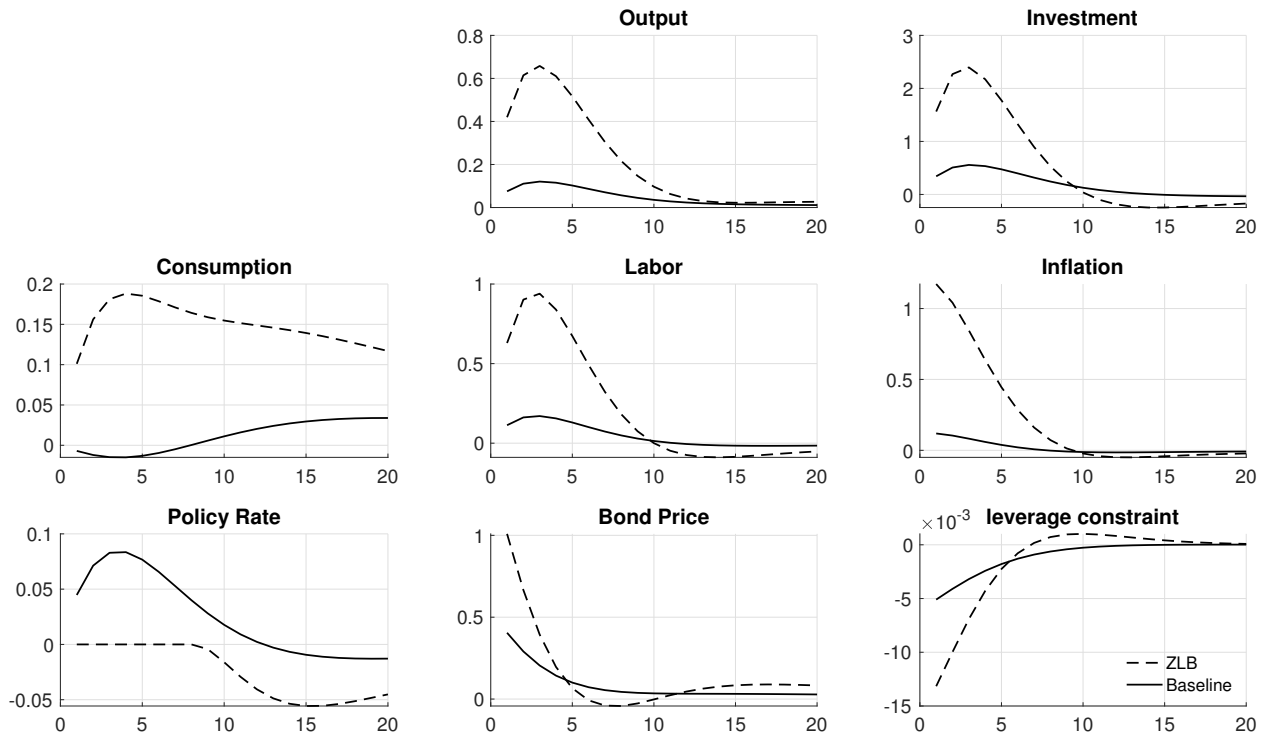 Output
0.8
0.6
0.4
0.2
0
0 5 10 15 20
Investment
3
2
1
0
0 5 10 15 20
Consumption
0.2
0.15
0.1
0.05
0
0 5 10 15 20
Labor
1
0.5
0
0 5 10 15 20
Inflation
1
0.5
0
0 5 10 15 20
Policy Rate
0.1
0.05
0
-0.05
0 5 10 15 20
Bond Price
1
0.5
0
0 5 10 15 20
×10⁻³ leverage constraint
0
-5
-10
-15
0 5 10 15 20
ZLB
Baseline